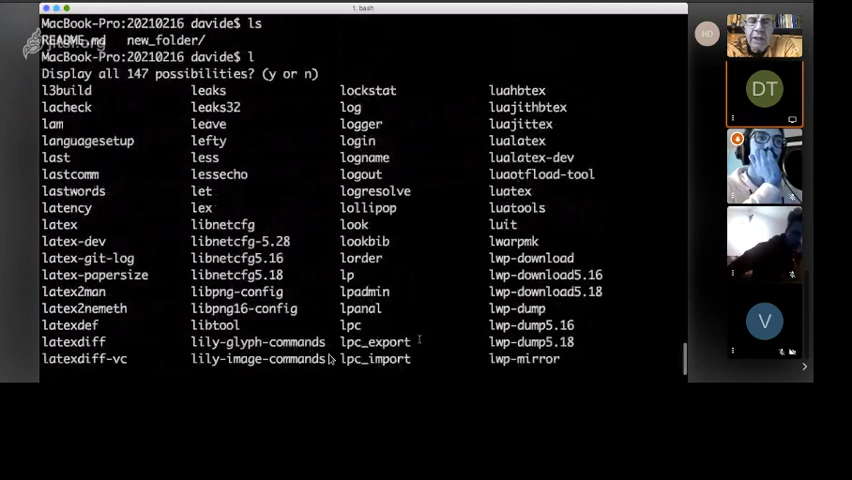 1. bash
MacBook-Pro:20210216 davide$ ls
README.md new_folder/
MacBook-Pro:20210216 davide$ l
Display all 147 possibilities? (y or n)
l3build leaks lockstat luahbtex
lacheck leaks32 log luajithbtex
lam leave logger luajittex
languagesetup lefty login lualatex
last less logname lualatex-dev
lastcomm lessecho logout luaotfload-tool
lastwords let logresolve luatex
latency lex lollipop luatools
latex libnetcfg look luit
latex-dev libnetcfg-5.28 lookbib lwarpmk
latex-git-log libnetcfg5.16 lorder lwp-download
latex-papersize libnetcfg5.18 lp lwp-download5.16
latex2man libpng-config lpadmin lwp-download5.18
latex2nemeth libpng16-config lpanal lwp-dump
latexdef libtool lpc lwp-dump5.16
latexdiff lily-glyph-commands lpc_export lwp-dump5.18
latexdiff-vc lily-image-commands lpc_import lwp-mirror
HD
DT
V